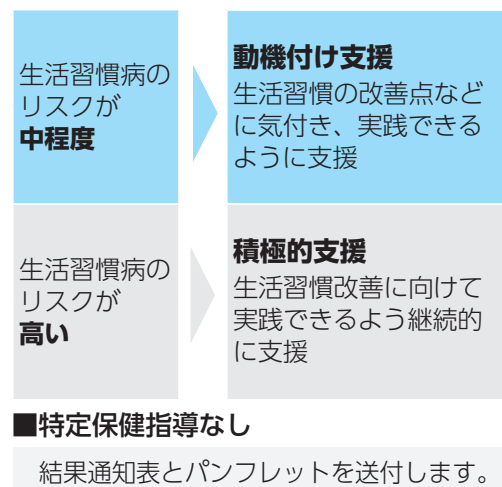 生活習慣病の
リスクが
中程度
動機付け支援
生活習慣の改善点など
に気付き、実践できる
ように支援
生活習慣病の
リスクが
高い
積極的支援
生活習慣改善に向けて
実践できるよう継続的
に支援
■特定保健指導なし
結果通知表とパンフレットを送付します。